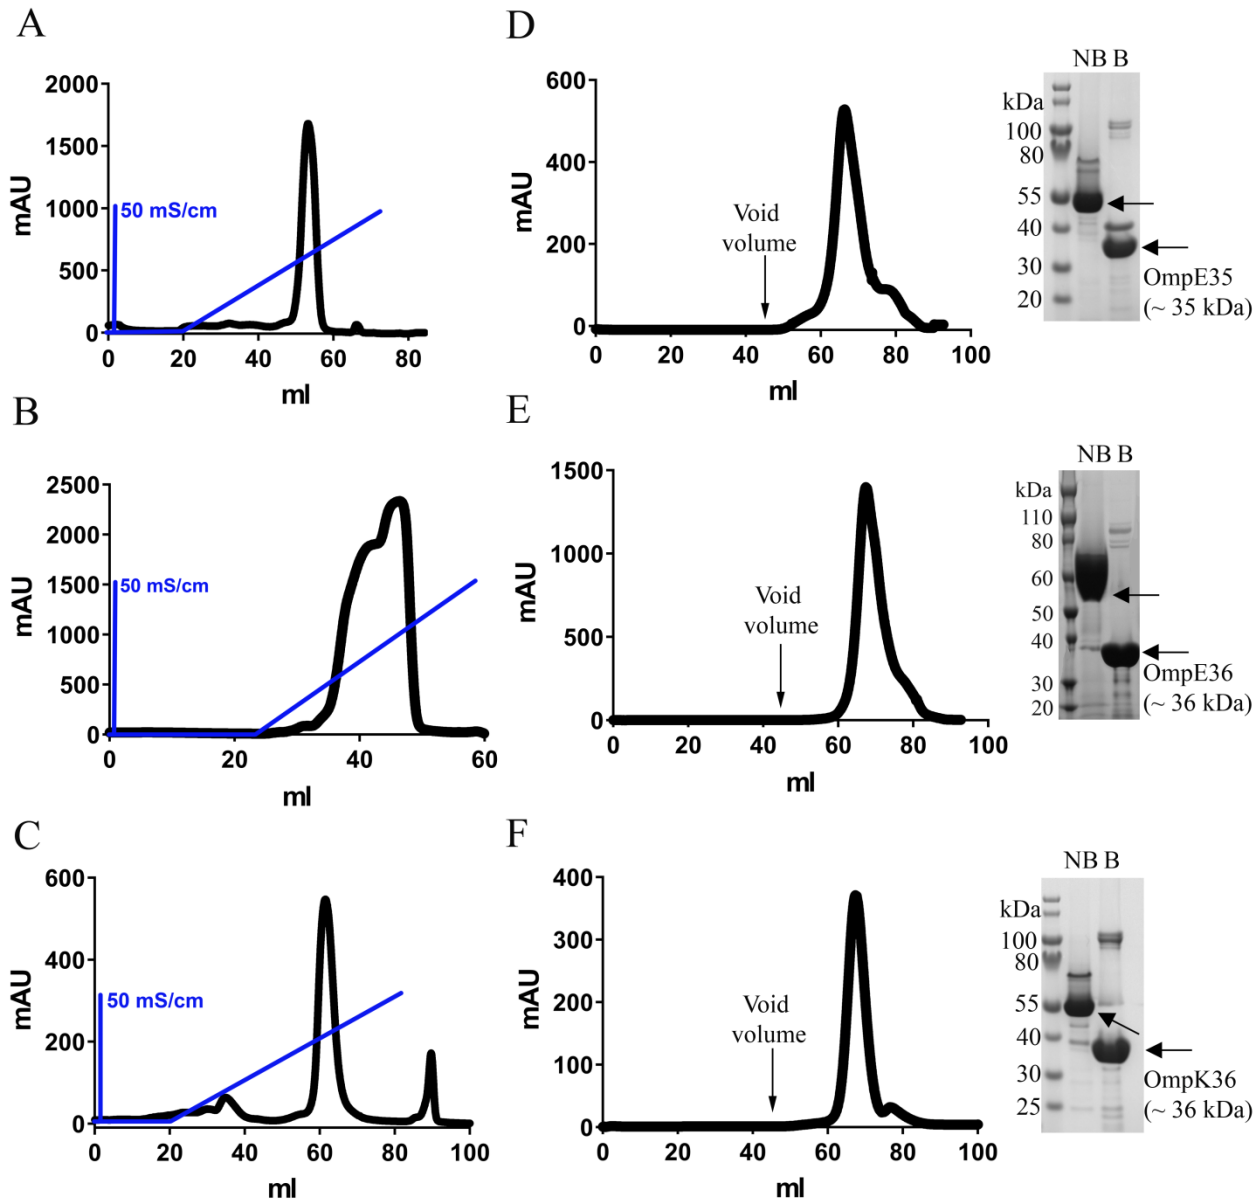 A
2000
1500
1000
500
0
mAU
50 mS/cm
0 20 40 60 80
ml
D
600
400
200
0
mAU
Void
volume
0 20 40 60 80 100
ml
NB B
kDa
100
80
55
40
30
20
OmpE35
(~ 35 kDa)
B
2500
2000
1500
1000
500
0
mAU
50 mS/cm
0 20 40 60
ml
E
1500
1000
500
0
mAU
Void
volume
0 20 40 60 80 100
ml
NB B
kDa
110
80
60
50
40
30
20
OmpE36
(~ 36 kDa)
C
600
400
200
0
mAU
50 mS/cm
0 20 40 60 80 100
ml
F
400
300
200
100
0
mAU
Void
volume
0 20 40 60 80 100
ml
NB B
kDa
100
80
55
40
30
25
OmpK36
(~ 36 kDa)